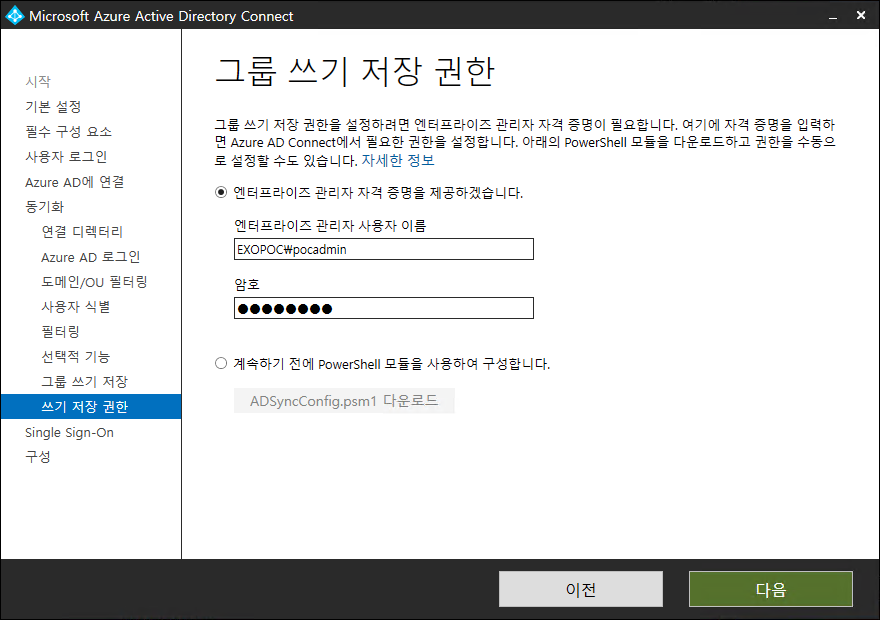 Microsoft Azure Active Directory Connect
시작
기본 설정
필수 구성 요소
사용자 로그인
Azure AD에 연결
동기화
연결 디렉터리
Azure AD 로그인
도메인/OU 필터링
사용자 식별
필터링
선택적 기능
그룹 쓰기 저장
쓰기 저장 권한
Single Sign-On
구성
그룹 쓰기 저장 권한
그룹 쓰기 저장 권한을 설정하려면 엔터프라이즈 관리자 자격 증명이 필요합니다. 여기에 자격 증명을 입력하
면 Azure AD Connect에서 필요한 권한을 설정합니다. 아래의 PowerShell 모듈을 다운로드하고 권한을 수동으
로 설정할 수도 있습니다. 자세한 정보
엔터프라이즈 관리자 자격 증명을 제공하겠습니다.
엔터프라이즈 관리자 사용자 이름
EXOPOC₩pocadmin
암호
●●●●●●●●
계속하기 전에 PowerShell 모듈을 사용하여 구성합니다.
ADSyncConfig.psm1 다운로드
이전
다음